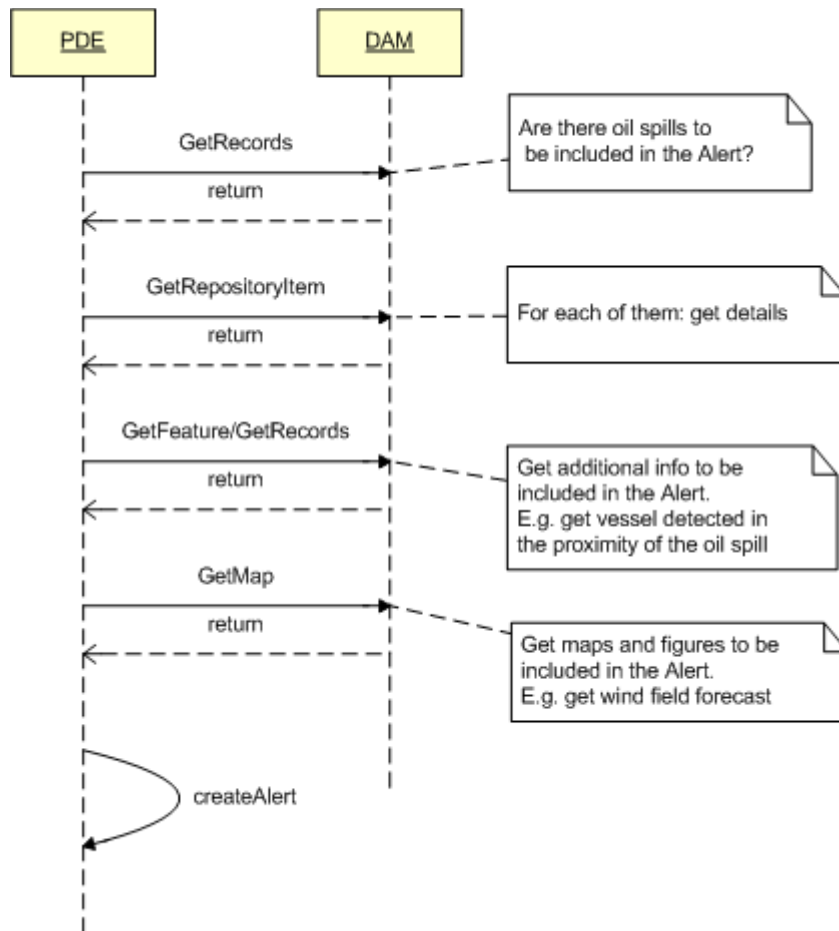 PDE
DAM
GetRecords
Are there oil spills to
be included in the Alert?
return
GetRepositoryItem
For each of them: get details
return
GetFeature/GetRecords
Get additional info to be
included in the Alert.
E.g. get vessel detected in
the proximity of the oil spill
return
GetMap
return
Get maps and figures to be
included in the Alert.
E.g. get wind field forecast
createAlert